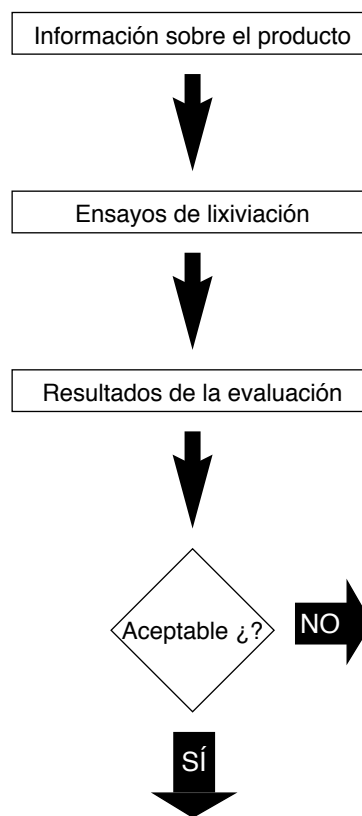 Información sobre el producto
Ensayos de lixiviación
Resultados de la evaluación
Aceptable ¿?
NO
SÍ